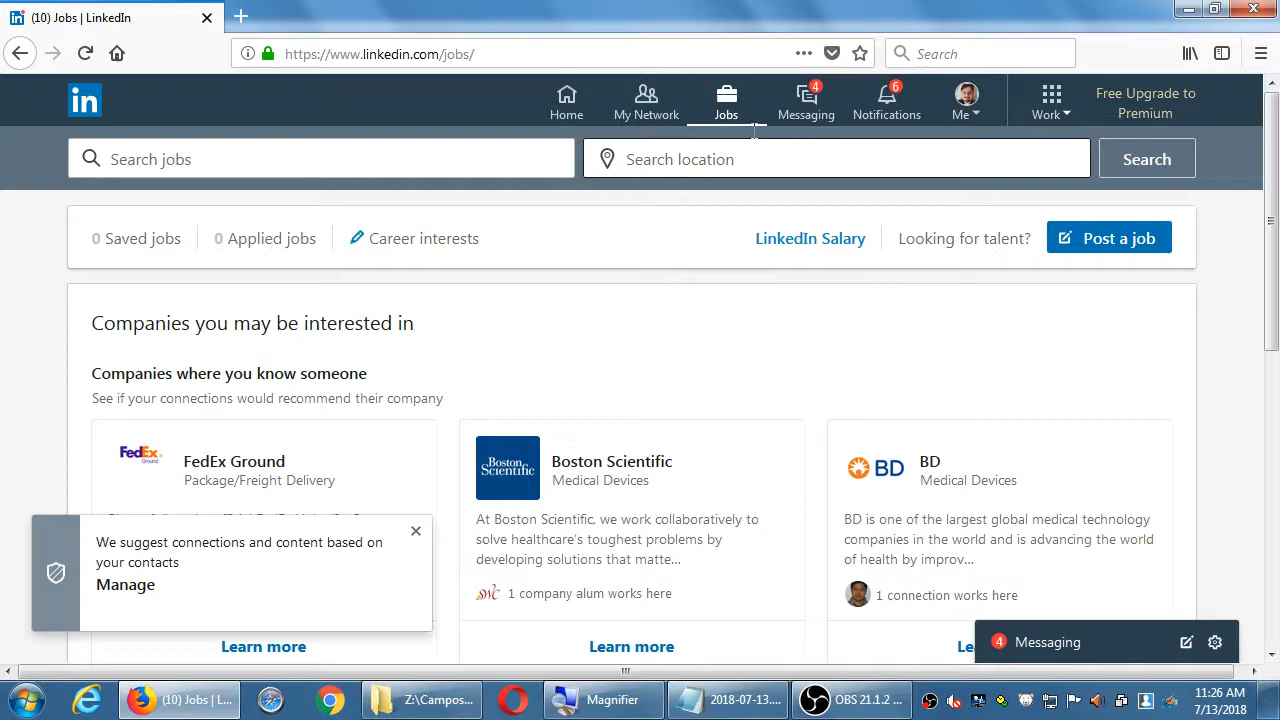 (10) Jobs | LinkedIn
https://www.linkedin.com/jobs/
Search
in
Home
My Network
Jobs
4
Messaging
6
Notifications
Me
Work
Free Upgrade to
Premium
Search jobs
Search location
Search
0 Saved jobs
0 Applied jobs
Career interests
LinkedIn Salary
Looking for talent?
Post a job
Companies you may be interested in
Companies where you know someone
See if your connections would recommend their company
FedEx
Ground
FedEx Ground
Package/Freight Delivery
Boston
Scientific
Boston Scientific
Medical Devices
At Boston Scientific, we work collaboratively to
solve healthcare's toughest problems by
developing solutions that matte...
SWC 1 company alum works here
Learn more
BD
BD
Medical Devices
BD is one of the largest global medical technology
companies in the world and is advancing the
world of health by improv...
1 connection works here
We suggest connections and content based on
your contacts
Manage
Learn more
4 Messaging
(10) Jobs | Li...
Z:\Campos...
Magnifier
2018-07-13....
OBS 21.1.2 ...
11:26 AM
7/13/2018